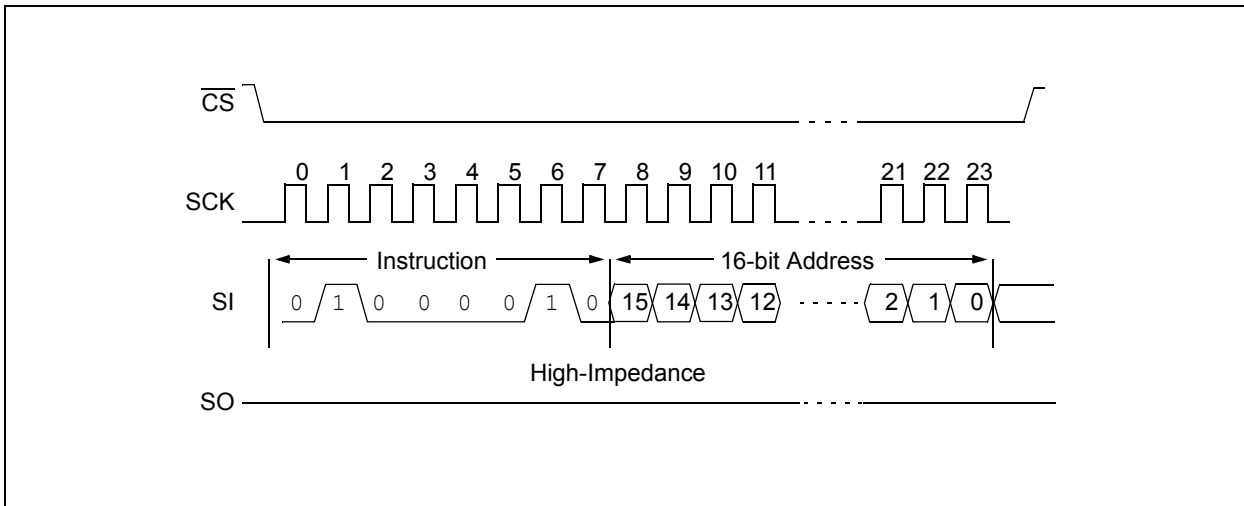 CS
0 1 2 3 4 5 6 7 8 9 10 11 21 22 23
SCK
Instruction 16-bit Address
SI 0 1 0 0 0 0 1 0 15 14 13 12 2 1 0
High-Impedance
SO